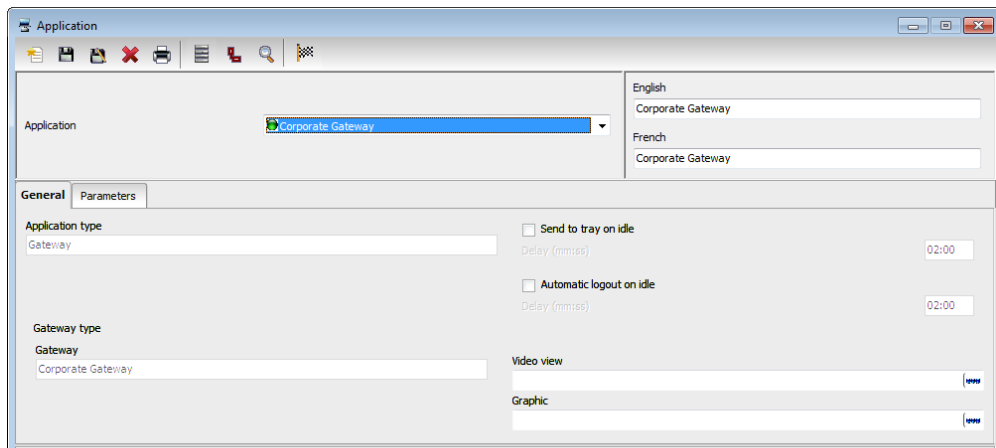 Application
English
Corporate Gateway
Application
Corporate Gateway
French
Corporate Gateway
General Parameters
Application type
Gateway
Send to tray on idle
Delay (mm:ss) 02:00
Automatic logout on idle
Delay (mm:ss) 02:00
Gateway type
Gateway
Corporate Gateway
Video view
Graphic